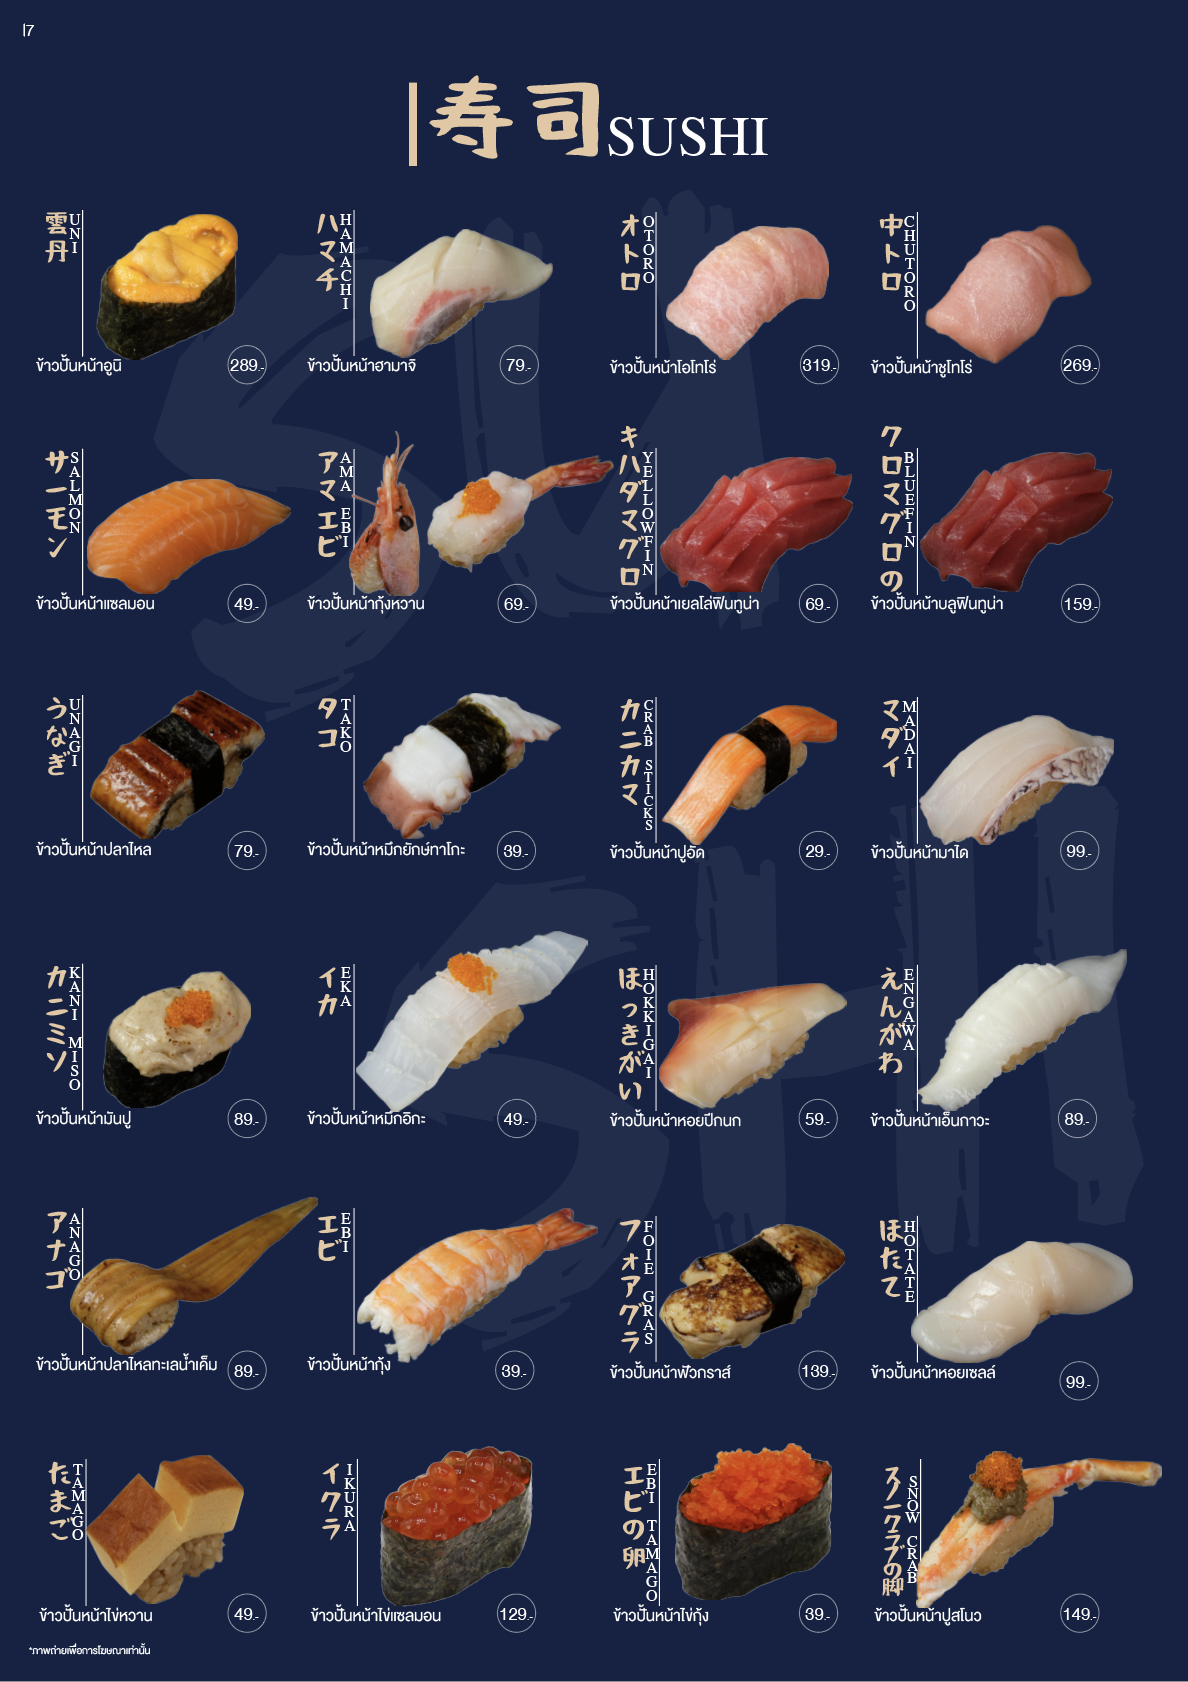 17
寿司SUSHI
雲丹
UNI
ข้าวปั้นหน้าอูนิ
289.-
ハマチ
HAMACHI
ข้าวปั้นหน้าฮามาจิ
79.-
オトロ
OTORO
ข้าวปั้นหน้าโอโทโร่
319.-
中トロ
CHUTORO
ข้าวปั้นหน้าชูโทโร่
269.-
サーモン
SALMON
ข้าวปั้นหน้าแซลมอน
49.-
アマエビ
AMA EBI
ข้าวปั้นหน้ากุ้งหวาน
69.-
キハダマグロ
YELLOWFIN
ข้าวปั้นหน้าเยลโล่ฟินทูน่า
69.-
クロマグロの
BLUEFIN
ข้าวปั้นหน้าบลูฟินทูน่า
159.-
うなぎ
UNAGI
ข้าวปั้นหน้าปลาไหล
79.-
タコ
TAKO
ข้าวปั้นหน้าหมึกยักษ์ทาโกะ
39.-
カニカマ
CRAB STICKS
ข้าวปั้นหน้าปูอัด
29.-
マダイ
MADAI
ข้าวปั้นหน้ามาได
99.-
カニミソ
KANI MISO
ข้าวปั้นหน้ามันปู
89.-
イカ
EKA
ข้าวปั้นหน้าหมึกอิกะ
49.-
ほっきがい
HOKKIGAI
ข้าวปั้นหน้าหอยปีกนก
59.-
えんがわ
ENGAWA
ข้าวปั้นหน้าเอ็นกาวะ
89.-
アナゴ
ANAGO
ข้าวปั้นหน้าปลาไหลทะเลน้ำเค็ม
89.-
エビ
EBI
ข้าวปั้นหน้ากุ้ง
39.-
フォアグラ
FOIE GRAS
ข้าวปั้นหน้าฟัวกราส์
139.-
ほたて
HOTATE
ข้าวปั้นหน้าหอยเชลล์
99.-
たまご
TAMAGO
ข้าวปั้นหน้าไข่หวาน
49.-
イクラ
IKURA
ข้าวปั้นหน้าไข่แซลมอน
129.-
エビの卵
EBI TAMAGO
ข้าวปั้นหน้าไข่กุ้ง
39.-
スノークラブの脚
SNOW CRAB
ข้าวปั้นหน้าปูสโนว
149.-
*ภาพถ่ายเพื่อการโฆษณาเท่านั้น
SU
SHI